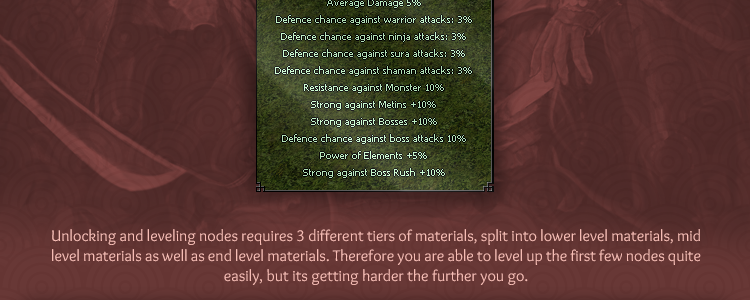 Average Damage 5%
Defence chance against warrior attacks: 3%
Defence chance against ninja attacks: 3%
Defence chance against sura attacks: 3%
Defence chance against shaman attacks: 3%
Resistance against Monster 10%
Strong against Metins +10%
Strong against Bosses +10%
Defence chance against boss attacks 10%
Power of Elements +5%
Strong against Boss Rush +10%
Unlocking and leveling nodes requires 3 different tiers of materials, split into lower level materials, mid
level materials as well as end level materials. Therefore you are able to level up the first few nodes quite
easily, but its getting harder the further you go.